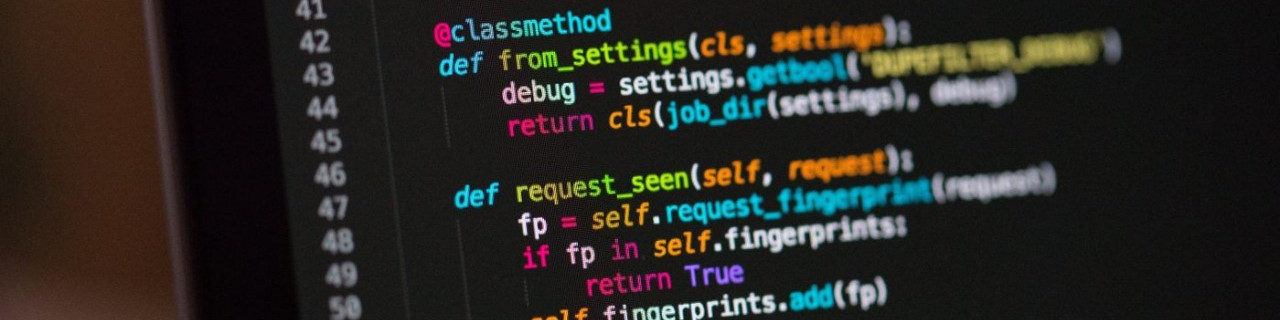 41
42 @classmethod
43 def from_settings(cls, settings):
44 debug = settings.getbool('DUPEFILTER_DEBUG')
45 return cls(job_dir(settings), debug)
46
47 def request_seen(self, request):
48 fp = self.request_fingerprint(request)
49 if fp in self.fingerprints:
50 return True
self.fingerprints.add(fp)